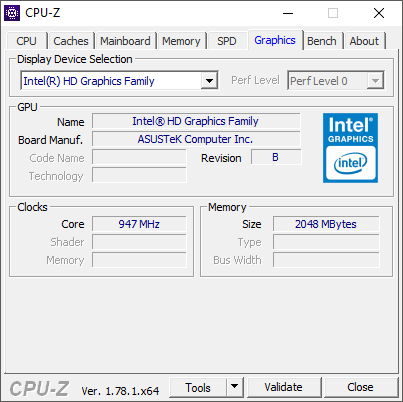 CPU-Z
CPU Caches Mainboard Memory SPD Graphics Bench About
Display Device Selection
Intel(R) HD Graphics Family Perf Level Perf Level 0
GPU
Name Intel® HD Graphics Family
Board Manuf. ASUSTeK Computer Inc.
Code Name Revision B
Technology
Intel®
GRAPHICS
intel
Clocks
Core 947 MHz
Shader
Memory
Memory
Size 2048 MBytes
Type
Bus Width
CPU-Z Ver. 1.78.1.x64 Tools Validate Close